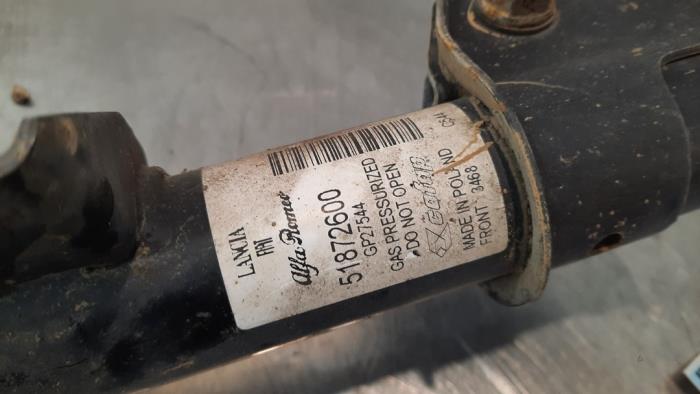 LANCIA
FIAT
Alfa Romeo
51872600
GP27544
GAS PRESSURIZED
DO NOT OPEN
MADE IN POLAND
FRONT 3468